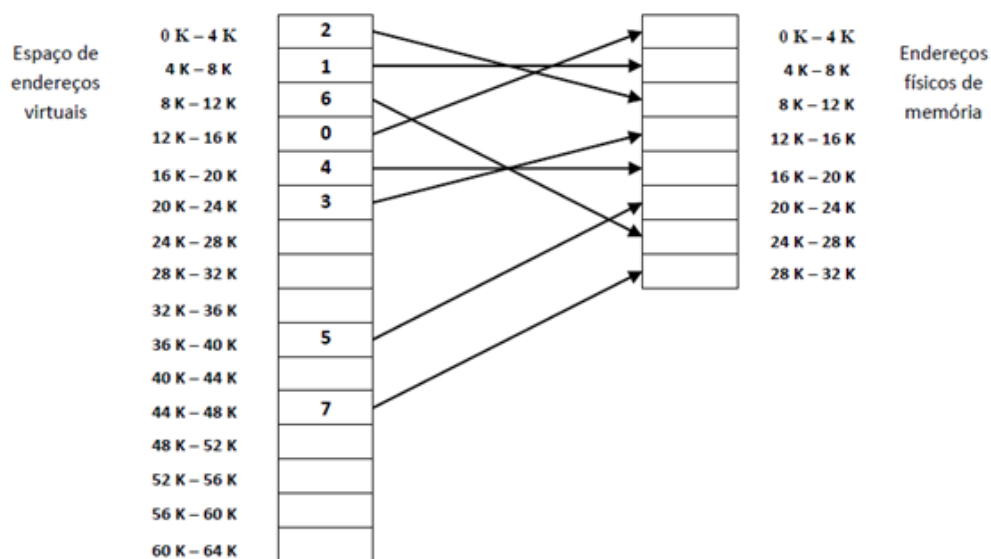 Espaço de
endereços
virtuais
0 K – 4 K
4 K – 8 K
8 K – 12 K
12 K – 16 K
16 K – 20 K
20 K – 24 K
24 K – 28 K
28 K – 32 K
32 K – 36 K
36 K – 40 K
40 K – 44 K
44 K – 48 K
48 K – 52 K
52 K – 56 K
56 K – 60 K
60 K – 64 K
2
1
6
0
4
3
5
7
0 K – 4 K
4 K – 8 K
8 K – 12 K
12 K – 16 K
16 K – 20 K
20 K – 24 K
24 K – 28 K
28 K – 32 K
Endereços
físicos de
memória